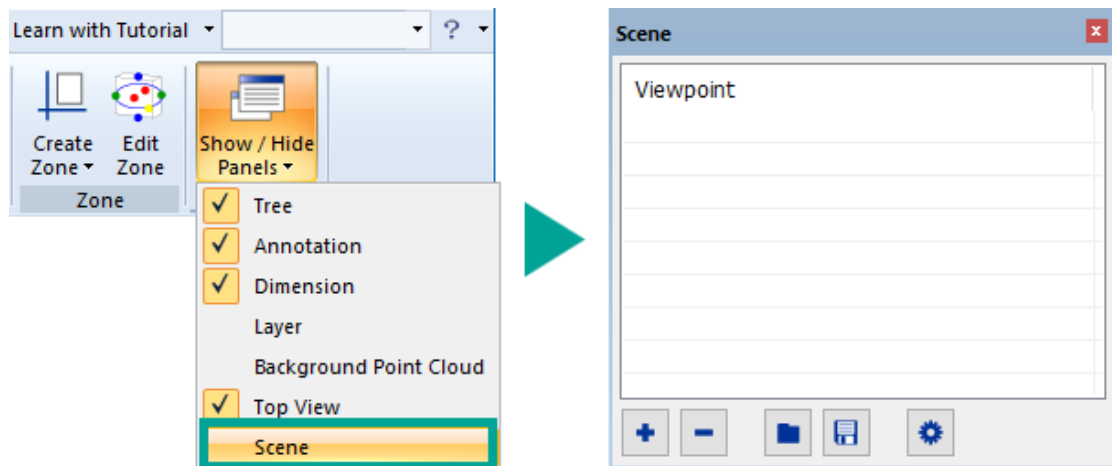 Learn with Tutorial
?
Create
Zone
Edit
Zone
Show / Hide
Panels
Zone
Tree
Annotation
Dimension
Layer
Background Point Cloud
Top View
Scene
Scene
x
Viewpoint